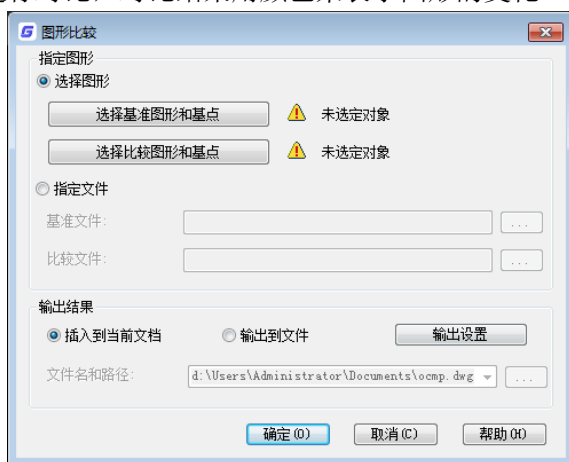 图形比较
指定图形
选择图形
选择基准图形和基点 未选定对象
选择比较图形和基点 未选定对象
指定文件
基准文件: ...
比较文件: ...
输出结果
插入到当前文档 输出到文件 输出设置
文件名和路径: d:\Users\Administrator\Documents\ocmp.dwg ...
确定(O) 取消(C) 帮助(H)